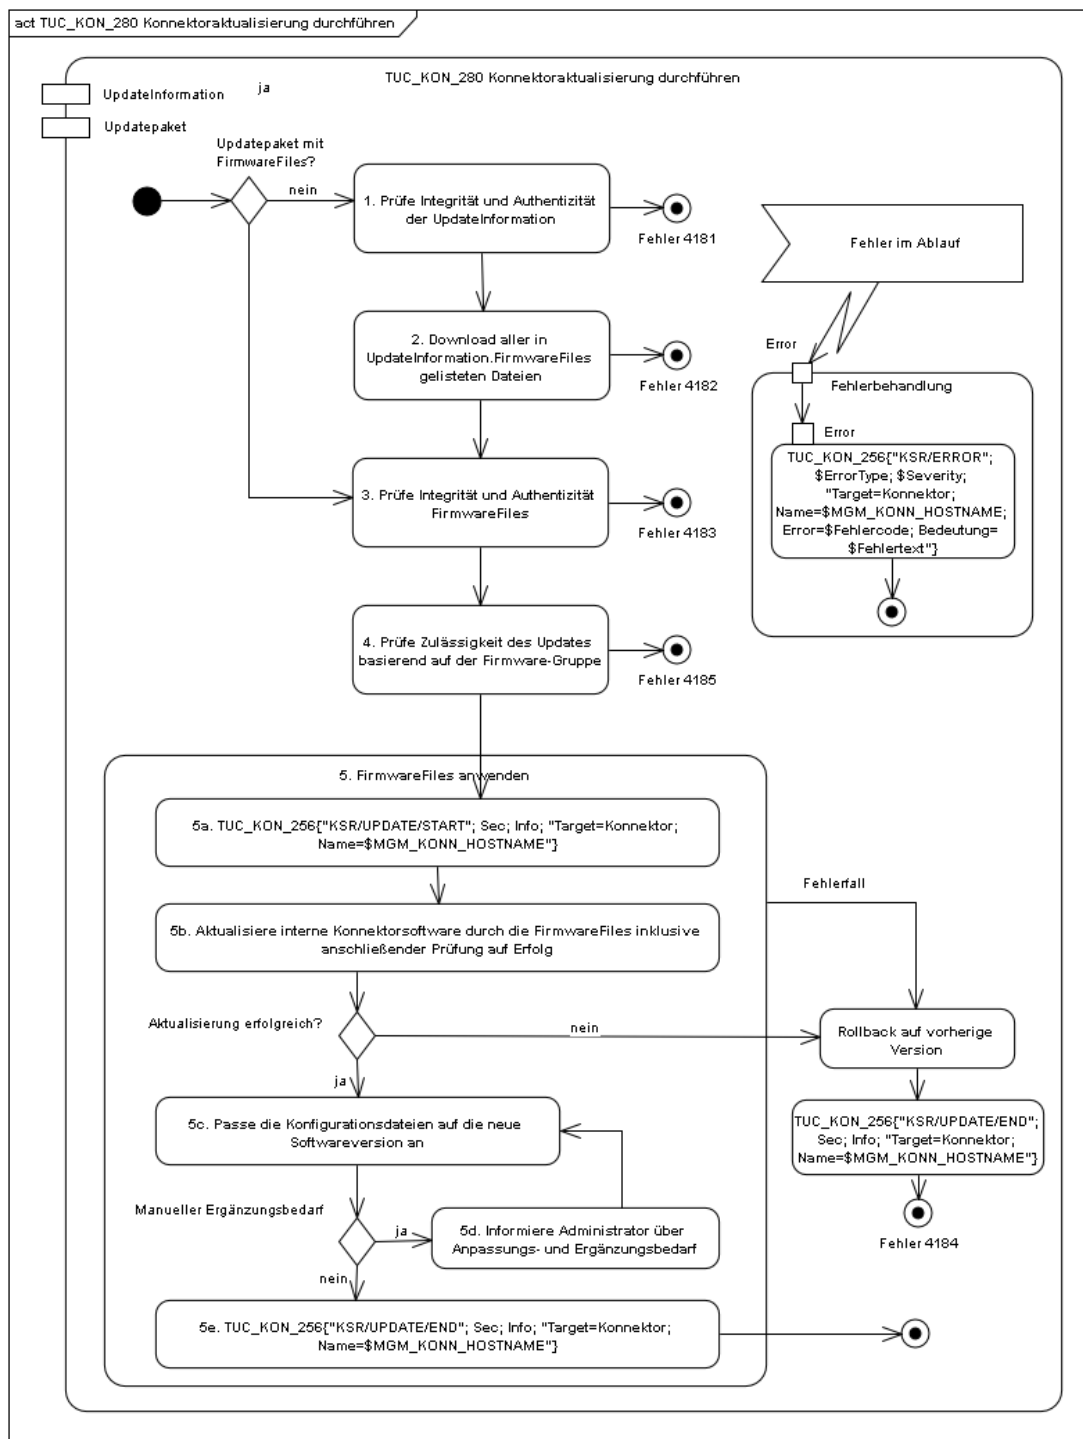 act TUC_KON_280 Konnektoraktualisierung durchführen
TUC_KON_280 Konnektoraktualisierung durchführen
UpdateInformation
ja
Updatepaket
Updatepaket mit
FirmwareFiles?
nein
1. Prüfe Integrität und Authentizität
der UpdateInformation
Fehler 4181
Fehler im Ablauf
2. Download aller in
UpdateInformation.FirmwareFiles
gelisteten Dateien
Fehler 4182
Error
Fehlerbehandlung
Error
TUC_KON_256{"KSR/ERROR";
$ErrorType; $Severity;
"Target=Konnektor;
Name=$MGM_KONN_HOSTNAME;
Error=$Fehlercode; Bedeutung=
$Fehlertext"}
3. Prüfe Integrität und Authentizität
FirmwareFiles
Fehler 4183
4. Prüfe Zulässigkeit des Updates
basierend auf der Firmware-Gruppe
Fehler 4185
5. FirmwareFiles anwenden
5a. TUC_KON_256{"KSR/UPDATE/START"; Sec; Info; "Target=Konnektor;
Name=$MGM_KONN_HOSTNAME"}
Fehlerfall
5b. Aktualisiere interne Konnektorsoftware durch die FirmwareFiles inklusive
anschließender Prüfung auf Erfolg
Aktualisierung erfolgreich?
nein
Rollback auf vorherige
Version
ja
5c. Passe die Konfigurationsdateien auf die neue
Softwareversion an
TUC_KON_256{"KSR/UPDATE/END";
Sec; Info; "Target=Konnektor;
Name=$MGM_KONN_HOSTNAME"}
Manueller Ergänzungsbedarf
ja
5d. Informiere Administrator über
Anpassungs- und Ergänzungsbedarf
Fehler 4184
nein
5e. TUC_KON_256{"KSR/UPDATE/END"; Sec; Info; "Target=Konnektor;
Name=$MGM_KONN_HOSTNAME"}